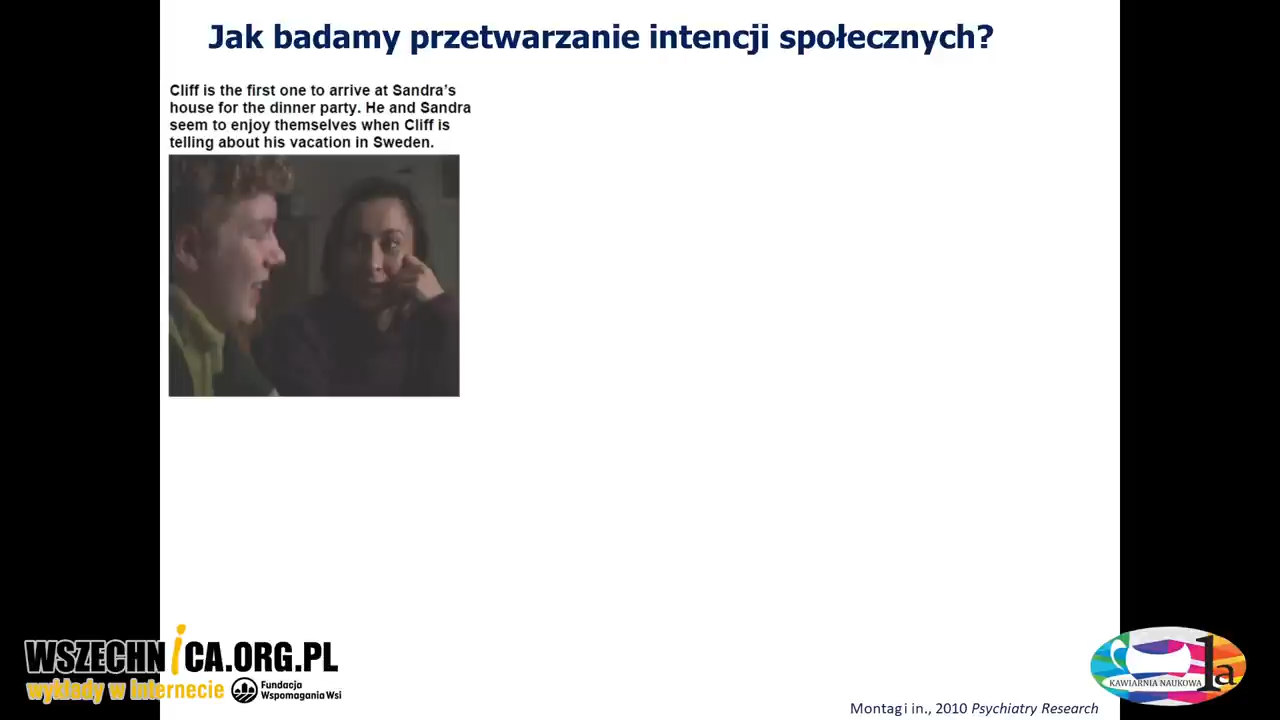 Jak badamy przetwarzanie intencji społecznych?
Cliff is the first one to arrive at Sandra's
house for the dinner party. He and Sandra
seem to enjoy themselves when Cliff is
telling about his vacation in Sweden.
WSZECHNICA.ORG.PL
wykłady w internecie
Fundacja
Wspomagania Wsi
KAWIARNIA NAUKOWA
1a
Montag i in., 2010 Psychiatry Research